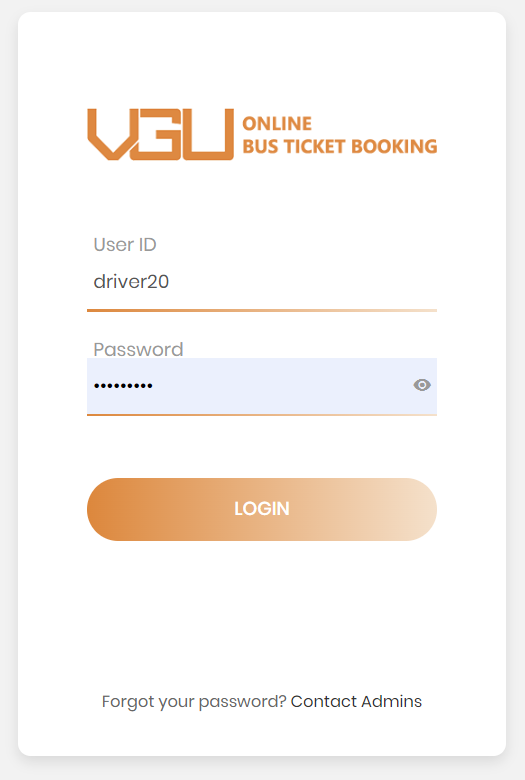 VGU ONLINE
BUS TICKET BOOKING
User ID
driver20
Password
•••••••••
LOGIN
Forgot your password? Contact Admins